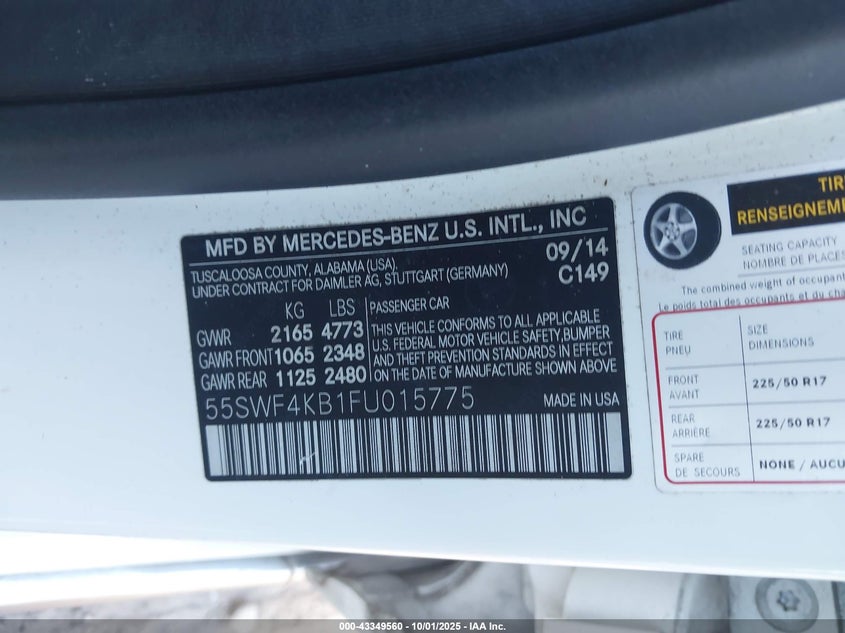 MFD BY MERCEDES-BENZ U.S. INTL., INC
TUSCALOOSA COUNTY, ALABAMA (USA).
UNDER CONTRACT FOR DAIMLER AG, STUTTGART (GERMANY)
09/14
C149
KG LBS
GVWR 2165 4773
GAWR FRONT 1065 2348
GAWR REAR 1125 2480
PASSENGER CAR
THIS VEHICLE CONFORMS TO ALL APPLICABLE
U.S. FEDERAL MOTOR VEHICLE SAFETY,BUMPER
AND THEFT PREVENTION STANDARDS IN EFFECT
ON THE DATE OF MANUFACTURE SHOWN ABOVE
55SWF4KB1FU015775
MADE IN USA
SEATING CAPACITY
NOMBRE DE PLACES
The combined weight of occupants
Le poids total des occupants et du
TIRE
PNEU
SIZE
DIMENSIONS
FRONT
AVANT
225/50 R17
REAR
ARRIÈRE
225/50 R17
SPARE
DE SECOURS
NONE /
000-43349560 - 10/01/2025 - IAA Inc.